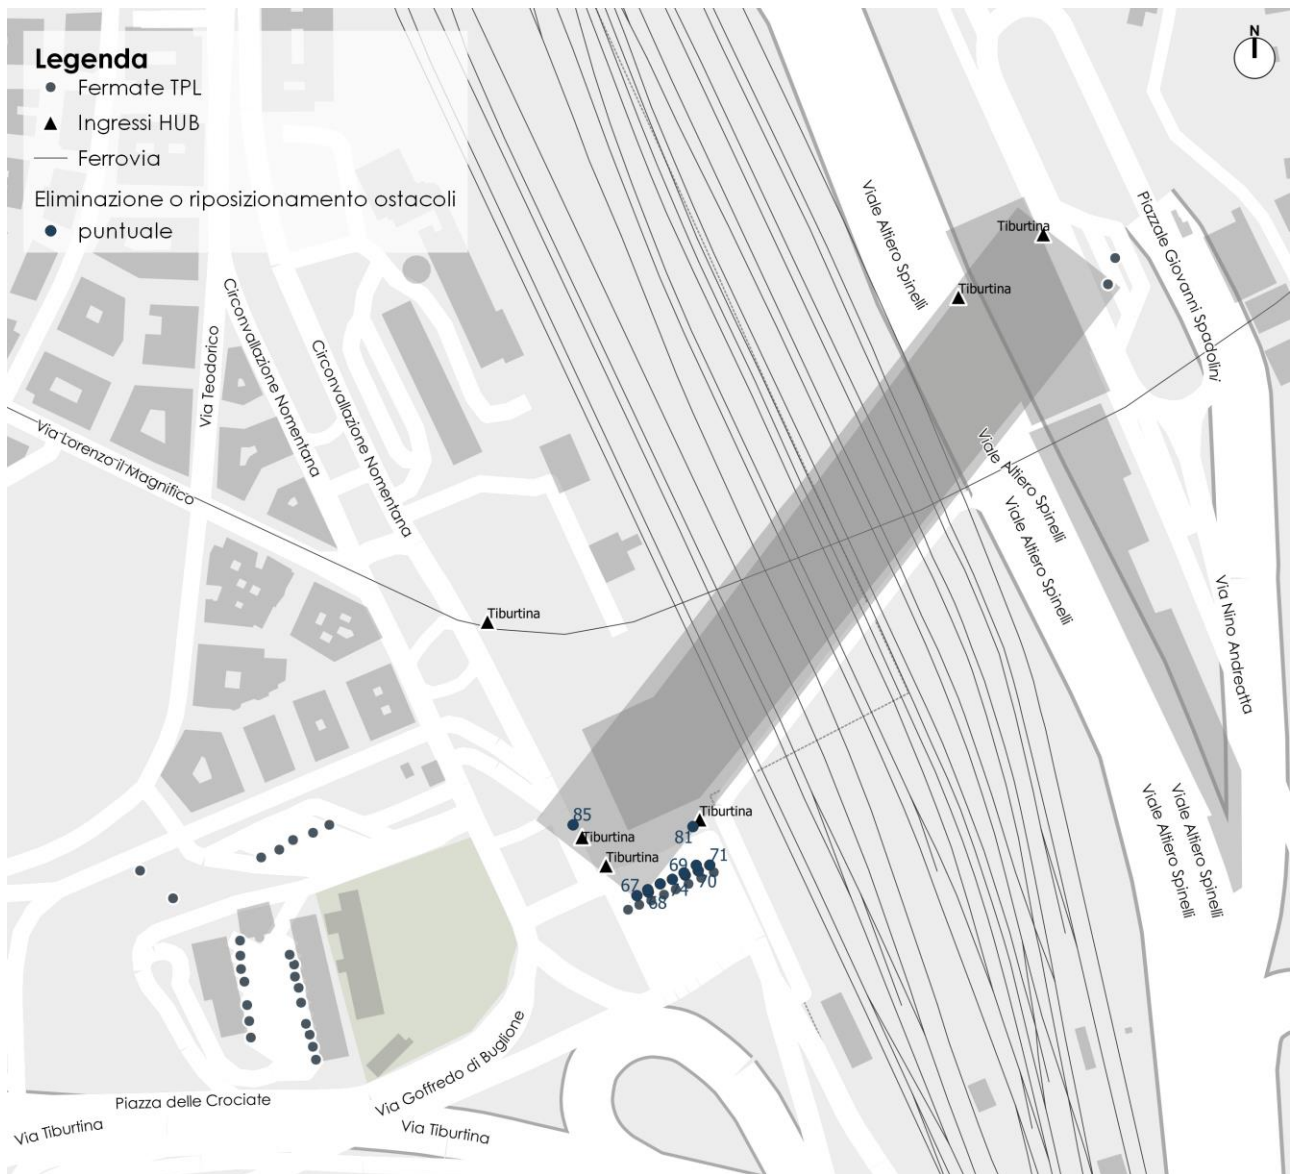 Legenda
Fermate TPL
Ingressi HUB
Ferrovia
Eliminazione o riposizionamento ostacoli
puntuale
N
Viale Altiero Spinelli
Piazzale Giovanni Spadolini
Tiburtina
Tiburtina
Circonvallazione Nomentana
Via Teodorico
Circonvallazione Nomentana
Via Lorenzo il Magnifico
Viale Altiero Spinelli
Viale Altiero Spinelli
Via Nino Andreatta
Tiburtina
Tiburtina
85
81
Tiburtina
Tiburtina
69
71
70
67
74
68
Viale Altiero Spinelli
Viale Altiero Spinelli
Via Goffredo di Buglione
Piazza delle Crociate
Via Tiburtina
Via Tiburtina